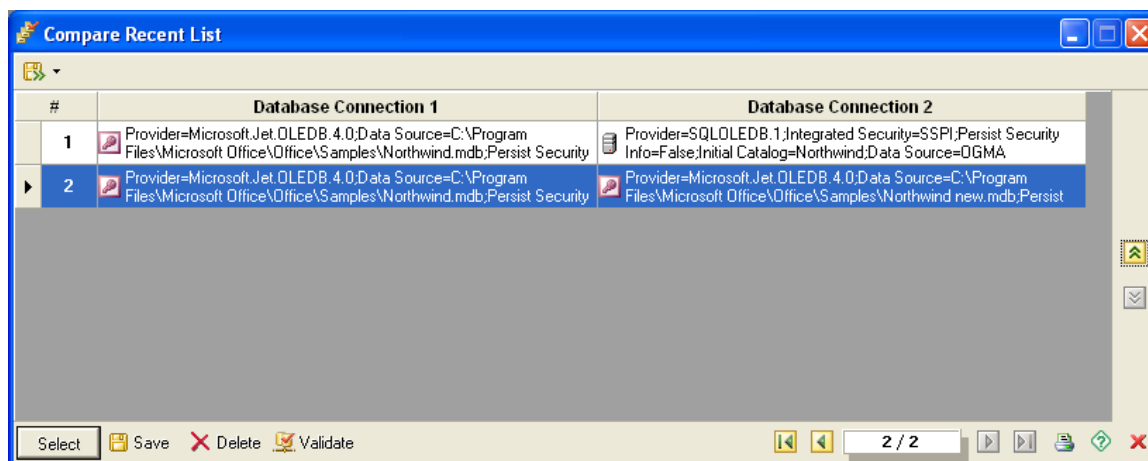 Compare Recent List
# Database Connection 1 Database Connection 2
1 Provider=Microsoft.Jet.OLEDB.4.0;Data Source=C:\Program
Files\Microsoft Office\Office\Samples\Northwind.mdb;Persist Security
Provider=SQLOLEDB.1;Integrated Security=SSPI;Persist Security
Info=False;Initial Catalog=Northwind;Data Source=OGMA
2 Provider=Microsoft.Jet.OLEDB.4.0;Data Source=C:\Program
Files\Microsoft Office\Office\Samples\Northwind.mdb;Persist Security
Provider=Microsoft.Jet.OLEDB.4.0;Data Source=C:\Program
Files\Microsoft Office\Office\Samples\Northwind new.mdb;Persist
Select Save Delete Validate 2 / 2